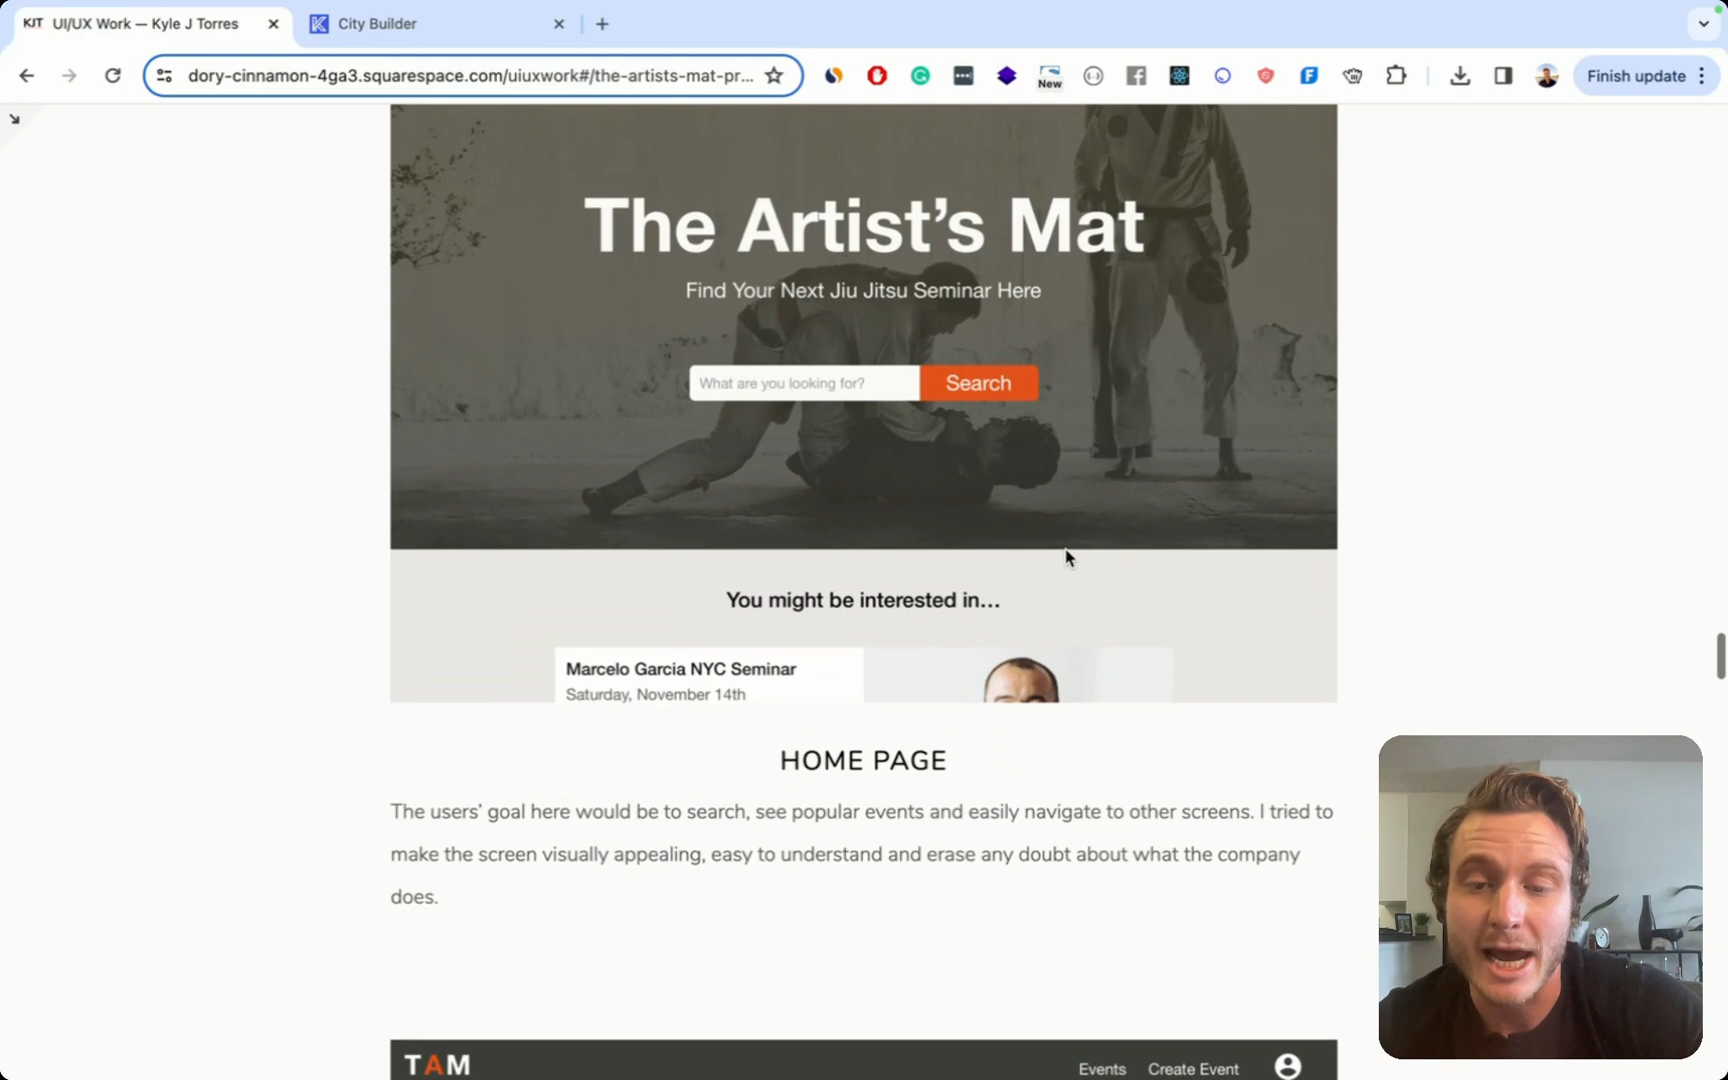 KJT UI/UX Work — Kyle J Torres
City Builder
dory-cinnamon-4ga3.squarespace.com/uiuxwork#/the-artists-mat-pr...
New
Finish update
The Artist’s Mat
Find Your Next Jiu Jitsu Seminar Here
What are you looking for?
Search
You might be interested in...
Marcelo Garcia NYC Seminar
Saturday, November 14th
HOME PAGE
The users’ goal here would be to search, see popular events and easily navigate to other screens. I tried to
make the screen visually appealing, easy to understand and erase any doubt about what the company
does.
TAM
Events
Create Event